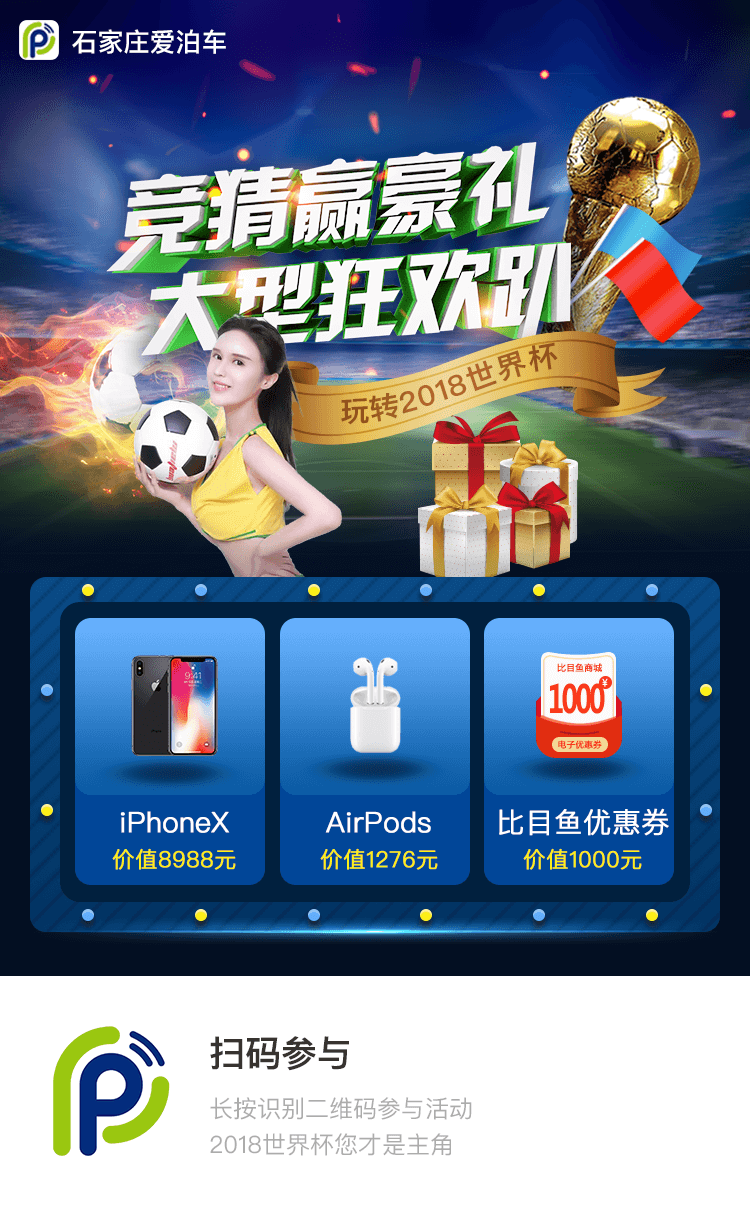 石家庄爱泊车
竞猜赢豪礼
大型狂欢趴
玩转2018世界杯
9:41
比目鱼商城
1000
¥
电子优惠券
iPhoneX
AirPods
比目鱼优惠券
价值8988元
价值1276元
价值1000元
扫码参与
长按识别二维码参与活动
2018世界杯您才是主角